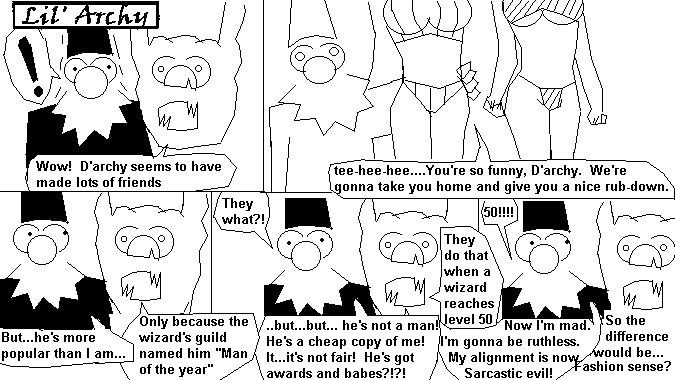 Lil' Archy
!
Wow!  D'archy seems to have
made lots of friends
tee-hee-hee....You're so funny, D'archy.  We're
gonna take you home and give you a nice rub-down.
But...he's more
popular than I am...
Only because the
wizard's guild
named him "Man
of the year"
They
what?!
..but...but... he's not a man!
He's a cheap copy of me!
It...it's not fair!  He's got
awards and babes?!?!
They
do that
when a
wizard
reaches
level 50
50!!!!
Now I'm mad.
I'm gonna be ruthless.
My alignment is now
Sarcastic evil!
So the
difference
would be...
Fashion sense?